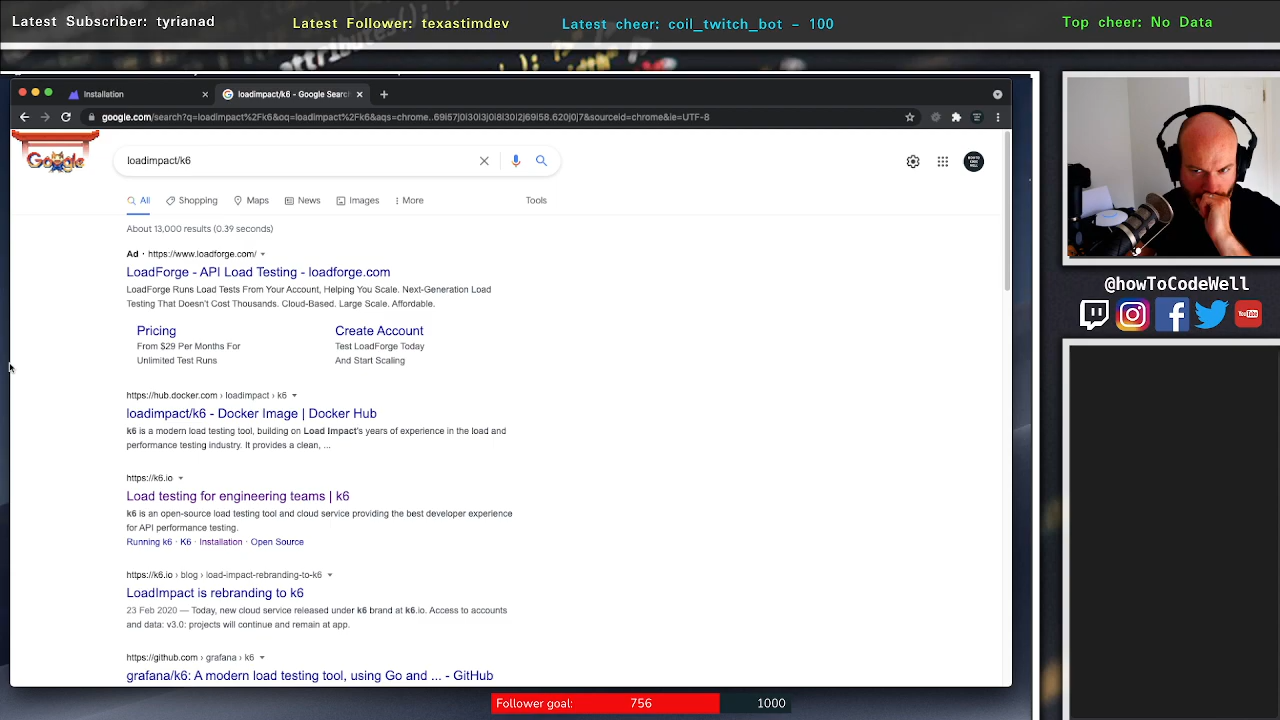 Latest Subscriber: tyrianad
Latest Follower: texastimdev
Latest cheer: coil_twitch_bot - 100
Top cheer: No Data
Installation
loadimpact/k6 - Google Search
google.com/search?q=loadimpact%2Fk6&oq=loadimpact%2Fk6&aqs=chrome..69i57j0i30l3j0i8i30l2j69i58.620j0j7&sourceid=chrome&ie=UTF-8
Google
loadimpact/k6
All
Shopping
Maps
News
Images
More
Tools
About 13,000 results (0.39 seconds)
Ad · https://www.loadforge.com/
LoadForge - API Load Testing - loadforge.com
LoadForge Runs Load Tests From Your Account, Helping You Scale. Next-Generation Load
Testing That Doesn't Cost Thousands. Cloud-Based. Large Scale. Affordable.
Pricing
From $29 Per Months For
Unlimited Test Runs
Create Account
Test LoadForge Today
And Start Scaling
https://hub.docker.com › loadimpact › k6
loadimpact/k6 - Docker Image | Docker Hub
k6 is a modern load testing tool, building on Load Impact's years of experience in the load and
performance testing industry. It provides a clean, ...
https://k6.io
Load testing for engineering teams | k6
k6 is an open-source load testing tool and cloud service providing the best developer experience
for API performance testing.
Running k6 · K6 · Installation · Open Source
https://k6.io › blog › load-impact-rebranding-to-k6
LoadImpact is rebranding to k6
23 Feb 2020 — Today, new cloud service released under k6 brand at k6.io. Access to accounts
and data: v3.0: projects will continue and remain at app.
https://github.com › grafana › k6
grafana/k6: A modern load testing tool, using Go and ... - GitHub
@howToCodeWell
You Tube
Follower goal:
756
1000